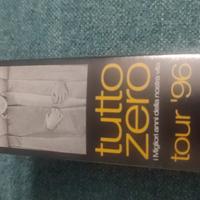 tutto
zero
I Migliori anni della nostra vita
tour '96